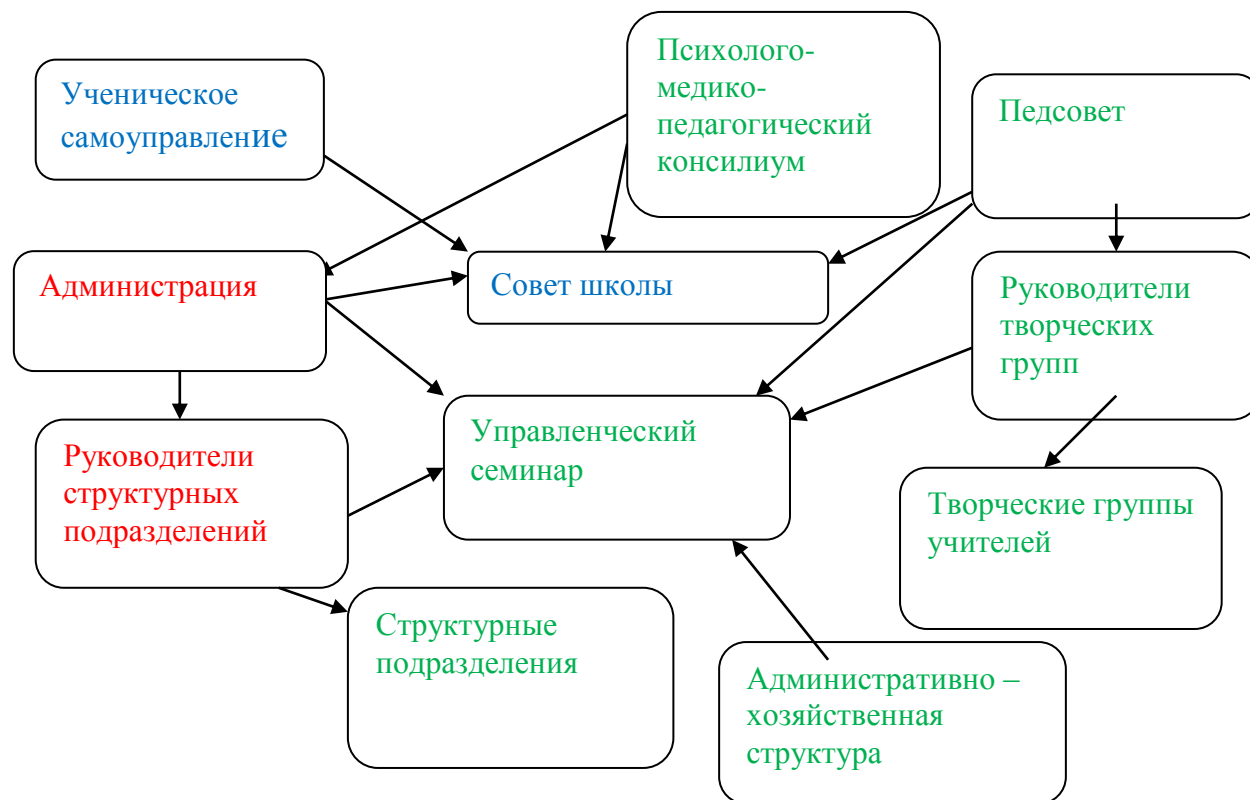 Ученическое
самоуправление
Психолого-
медико-
педагогический
консилиум
Педсовет
Администрация
Совет школы
Руководители
творческих
групп
Руководители
структурных
подразделений
Управленческий
семинар
Творческие группы
учителей
Структурные
подразделения
Административно –
хозяйственная
структура